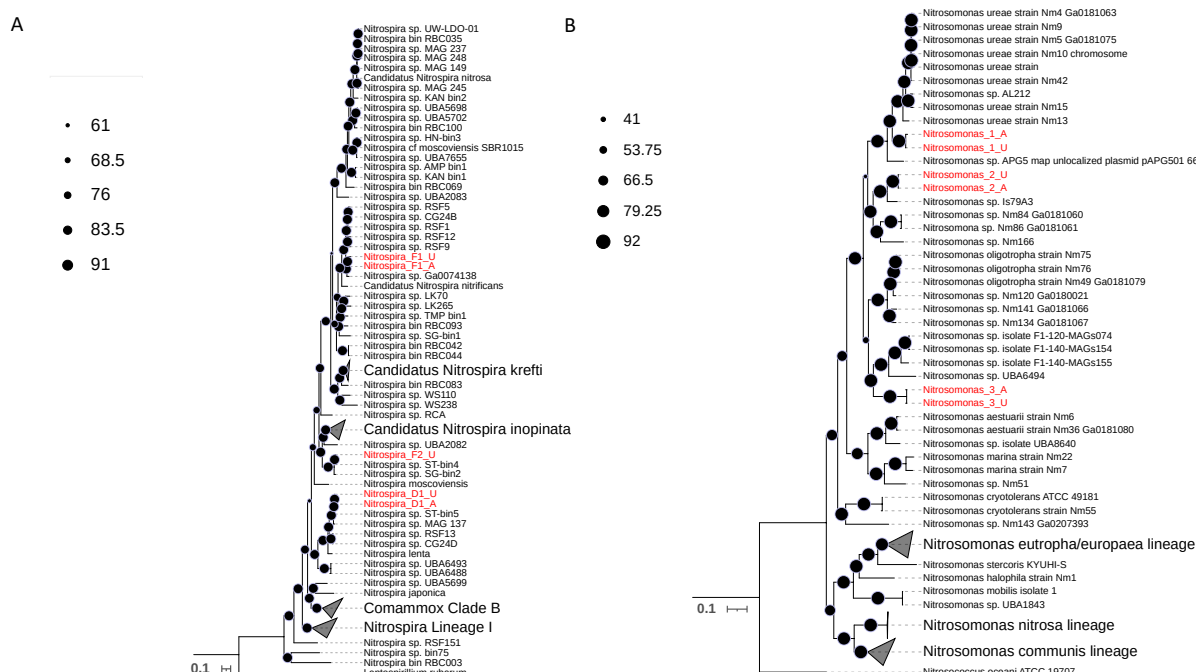 A
61
68.5
76
83.5
91
Nitrospira sp. UW-LDO-01
Nitrospira bin RBC035
Nitrospira sp. MAG 237
Nitrospira sp. MAG 248
Nitrospira sp. MAG 149
Candidatus Nitrospira nitrosa
Nitrospira sp. MAG 245
Nitrospira sp. KAN bin2
Nitrospira sp. UBA5698
Nitrospira sp. UBA5702
Nitrospira bin RBC100
Nitrospira sp. HN-bin3
Nitrospira cf moscoviensis SBR1015
Nitrospira sp. UBA7655
Nitrospira sp. AMP bin1
Nitrospira sp. KAN bin1
Nitrospira bin RBC069
Nitrospira sp. UBA2083
Nitrospira sp. RSF5
Nitrospira sp. CG24B
Nitrospira sp. RSF1
Nitrospira sp. RSF12
Nitrospira sp. RSF9
Nitrospira_F1_U
Nitrospira_F1_A
Nitrospira sp. Ga0074138
Candidatus Nitrospira nitrificans
Nitrospira sp. LK70
Nitrospira sp. LK265
Nitrospira sp. TMP bin1
Nitrospira bin RBC093
Nitrospira sp. SG-bin1
Nitrospira bin RBC042
Nitrospira bin RBC044
Candidatus Nitrospira krefti
Nitrospira bin RBC083
Nitrospira sp. WS110
Nitrospira sp. WS238
Nitrospira sp. RCA
Candidatus Nitrospira inopinata
Nitrospira sp. UBA2082
Nitrospira_F2_U
Nitrospira sp. ST-bin4
Nitrospira sp. SG-bin2
Nitrospira moscoviensis
Nitrospira_D1_U
Nitrospira_D1_A
Nitrospira sp. ST-bin5
Nitrospira sp. MAG 137
Nitrospira sp. RSF13
Nitrospira sp. CG24D
Nitrospira lenta
Nitrospira sp. UBA6493
Nitrospira sp. UBA6488
Nitrospira sp. UBA5699
Nitrospira japonica
Comammox Clade B
Nitrospira Lineage I
Nitrospira sp. RSF151
Nitrospira sp. bin75
Nitrospira bin RBC003
0.1
B
41
53.75
66.5
79.25
92
Nitrosomonas ureae strain Nm4 Ga0181063
Nitrosomonas ureae strain Nm9
Nitrosomonas ureae strain Nm5 Ga0181075
Nitrosomonas ureae strain Nm10 chromosome
Nitrosomonas ureae strain
Nitrosomonas ureae strain Nm42
Nitrosomonas sp. AL212
Nitrosomonas ureae strain Nm15
Nitrosomonas ureae strain Nm13
Nitrosomonas_1_A
Nitrosomonas_1_U
Nitrosomonas sp. APG5 map unlocalized plasmid pAPG501 66
Nitrosomonas_2_U
Nitrosomonas_2_A
Nitrosomonas sp. Is79A3
Nitrosomonas sp. Nm84 Ga0181060
Nitrosomona sp. Nm86 Ga0181061
Nitrosomonas sp. Nm166
Nitrosomonas oligotropha strain Nm75
Nitrosomonas oligotropha strain Nm76
Nitrosomonas oligotropha strain Nm49 Ga0181079
Nitrosomonas sp. Nm120 Ga0180021
Nitrosomonas sp. Nm141 Ga0181066
Nitrosomonas sp. Nm134 Ga0181067
Nitrosomonas sp. isolate F1-120-MAGs074
Nitrosomonas sp. isolate F1-140-MAGs154
Nitrosomonas sp. isolate F1-140-MAGs155
Nitrosomonas sp. UBA6494
Nitrosomonas_3_A
Nitrosomonas_3_U
Nitrosomonas aestuarii strain Nm6
Nitrosomonas aestuarii strain Nm36 Ga0181080
Nitrosomonas sp. isolate UBA8640
Nitrosomonas marina strain Nm22
Nitrosomonas marina strain Nm7
Nitrosomonas sp. Nm51
Nitrosomonas cryotolerans ATCC 49181
Nitrosomonas cryotolerans strain Nm55
Nitrosomonas sp. Nm143 Ga0207393
Nitrosomonas eutropha/europaea lineage
Nitrosomonas stercoris KYUHI-S
Nitrosomonas halophila strain Nm1
Nitrosomonas mobilis isolate 1
Nitrosomonas sp. UBA1843
Nitrosomonas nitrosa lineage
Nitrosomonas communis lineage
0.1